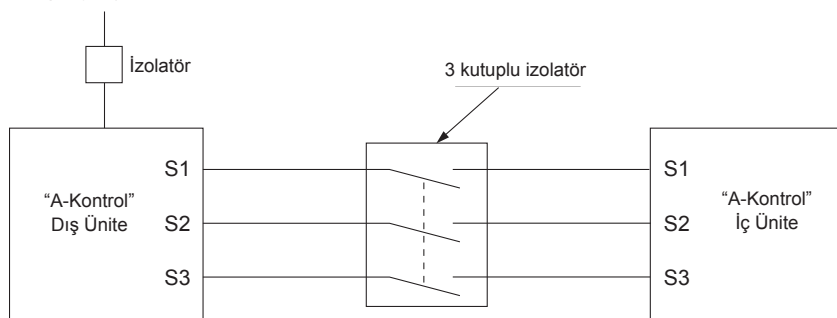 İzolatör
3 kutuplu izolatör
S1
S1
“A-Kontrol”
Dış Ünite
S2
S2
“A-Kontrol”
İç Ünite
S3
S3